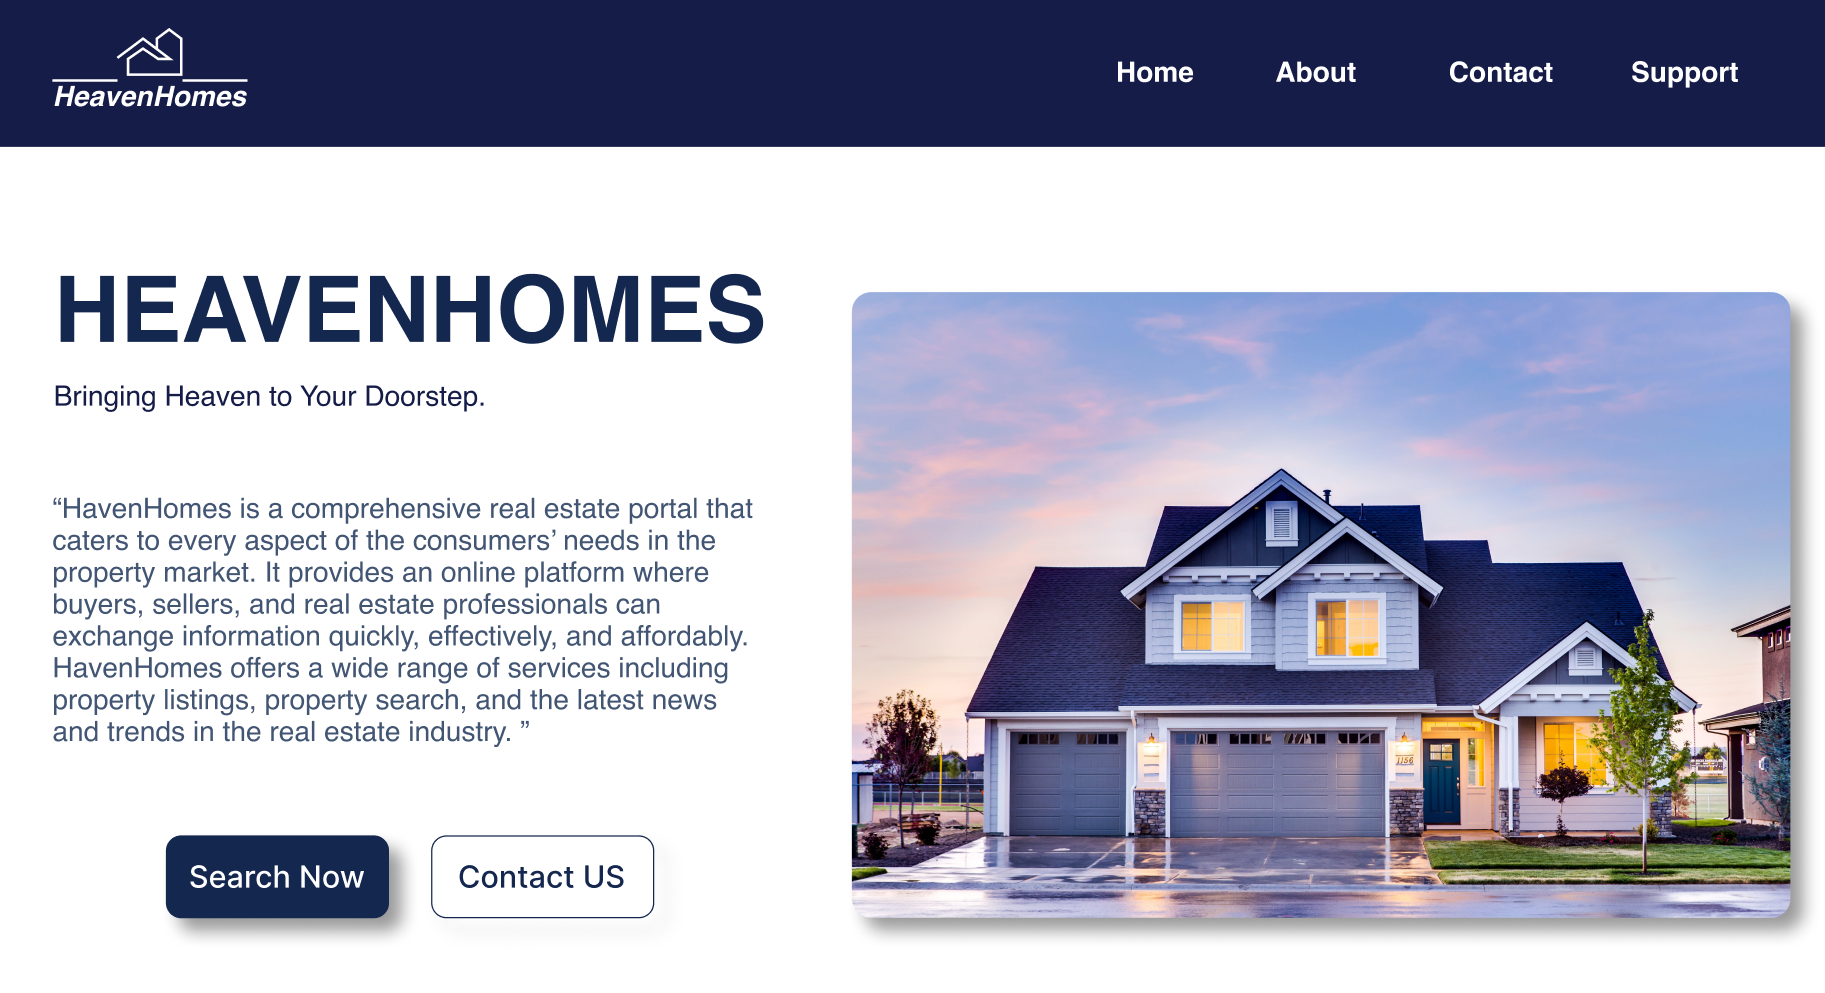 HeavenHomes
Home About Contact Support
HEAVENHOMES
Bringing Heaven to Your Doorstep.
“HavenHomes is a comprehensive real estate portal that
caters to every aspect of the consumers’ needs in the
property market. It provides an online platform where
buyers, sellers, and real estate professionals can
exchange information quickly, effectively, and affordably.
HavenHomes offers a wide range of services including
property listings, property search, and the latest news
and trends in the real estate industry. ”
Search Now
Contact US
1156